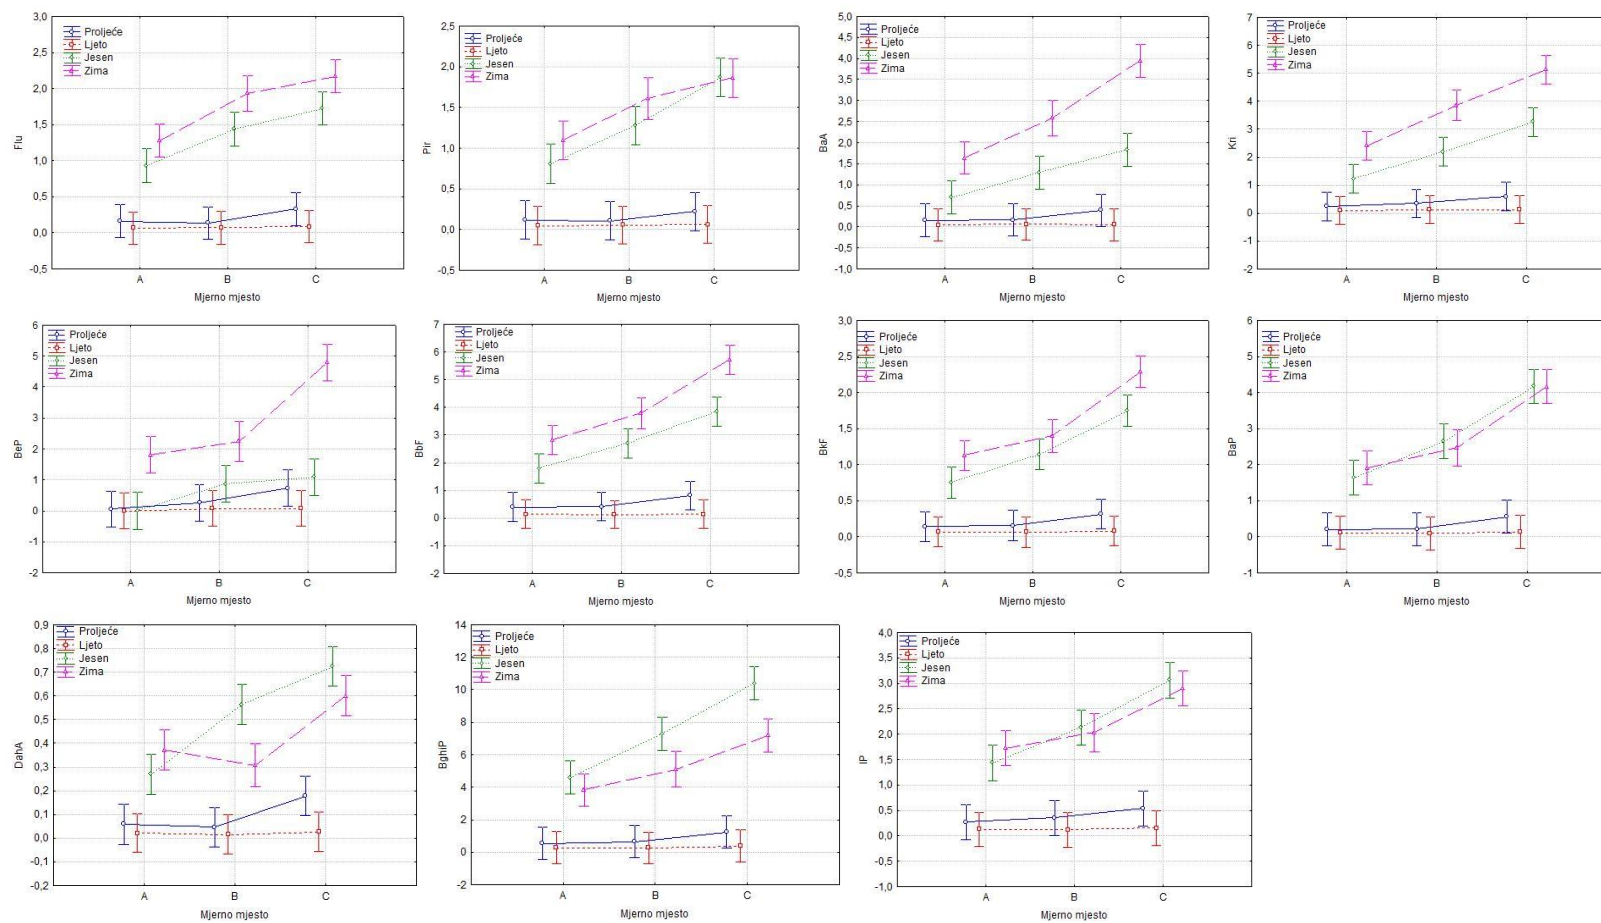 Flu
3,0
2,5
2,0
1,5
1,0
0,5
0,0
-0,5
Proljeće
Ljeto
Jesen
Zima
A B C
Mjerno mjesto
Pir
2,5
2,0
1,5
1,0
0,5
0,0
-0,5
Proljeće
Ljeto
Jesen
Zima
A B C
Mjerno mjesto
BaA
5,0
4,5
4,0
3,5
3,0
2,5
2,0
1,5
1,0
0,5
0,0
-0,5
-1,0
Proljeće
Ljeto
Jesen
Zima
A B C
Mjerno mjesto
Kri
7
6
5
4
3
2
1
0
-1
-2
Proljeće
Ljeto
Jesen
Zima
A B C
Mjerno mjesto
BeP
6
5
4
3
2
1
0
-1
-2
Proljeće
Ljeto
Jesen
Zima
A B C
Mjerno mjesto
BbF
7
6
5
4
3
2
1
0
-1
-2
Proljeće
Ljeto
Jesen
Zima
A B C
Mjerno mjesto
BkF
3,0
2,5
2,0
1,5
1,0
0,5
0,0
-0,5
Proljeće
Ljeto
Jesen
Zima
A B C
Mjerno mjesto
BaP
6
5
4
3
2
1
0
-1
Proljeće
Ljeto
Jesen
Zima
A B C
Mjerno mjesto
DahA
0,9
0,8
0,7
0,6
0,5
0,4
0,3
0,2
0,1
0,0
-0,1
-0,2
Proljeće
Ljeto
Jesen
Zima
A B C
Mjerno mjesto
BghiP
14
12
10
8
6
4
2
0
-2
Proljeće
Ljeto
Jesen
Zima
A B C
Mjerno mjesto
IP
4,0
3,5
3,0
2,5
2,0
1,5
1,0
0,5
0,0
-0,5
-1,0
Proljeće
Ljeto
Jesen
Zima
A B C
Mjerno mjesto